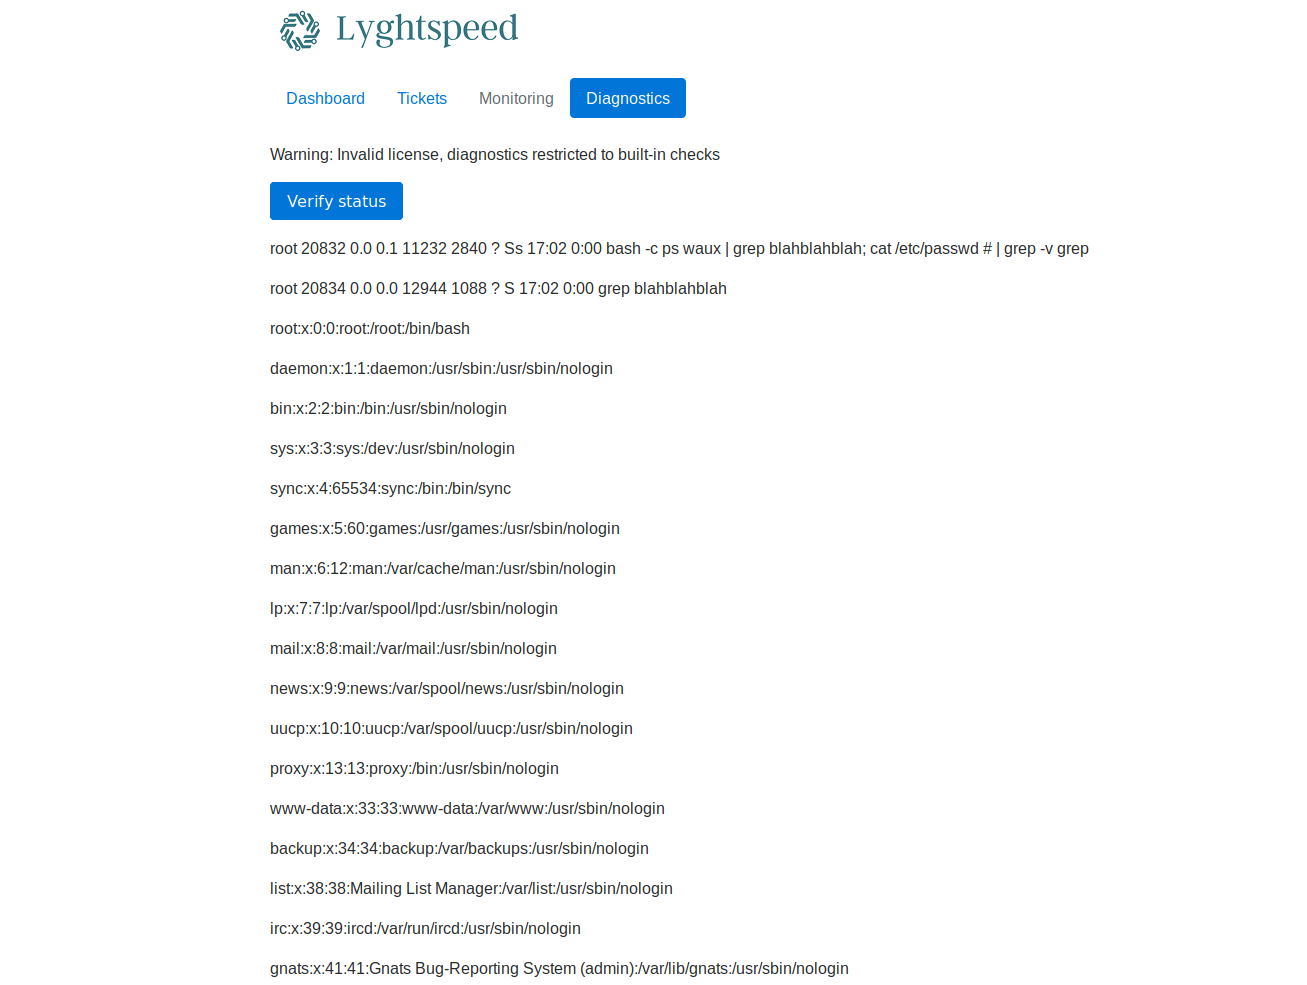 Lyghtspeed
Dashboard Tickets Monitoring Diagnostics
Warning: Invalid license, diagnostics restricted to built-in checks
Verify status
root 20832 0.0 0.1 11232 2840 ? Ss 17:02 0:00 bash -c ps waux | grep blahblahblah; cat /etc/passwd # | grep -v grep
root 20834 0.0 0.0 12944 1088 ? S 17:02 0:00 grep blahblahblah
root:x:0:0:root:/root:/bin/bash
daemon:x:1:1:daemon:/usr/sbin:/usr/sbin/nologin
bin:x:2:2:bin:/bin:/usr/sbin/nologin
sys:x:3:3:sys:/dev:/usr/sbin/nologin
sync:x:4:65534:sync:/bin:/bin/sync
games:x:5:60:games:/usr/games:/usr/sbin/nologin
man:x:6:12:man:/var/cache/man:/usr/sbin/nologin
lp:x:7:7:lp:/var/spool/lpd:/usr/sbin/nologin
mail:x:8:8:mail:/var/mail:/usr/sbin/nologin
news:x:9:9:news:/var/spool/news:/usr/sbin/nologin
uucp:x:10:10:uucp:/var/spool/uucp:/usr/sbin/nologin
proxy:x:13:13:proxy:/bin:/usr/sbin/nologin
www-data:x:33:33:www-data:/var/www:/usr/sbin/nologin
backup:x:34:34:backup:/var/backups:/usr/sbin/nologin
list:x:38:38:Mailing List Manager:/var/list:/usr/sbin/nologin
irc:x:39:39:ircd:/var/run/ircd:/usr/sbin/nologin
gnats:x:41:41:Gnats Bug-Reporting System (admin):/var/lib/gnats:/usr/sbin/nologin